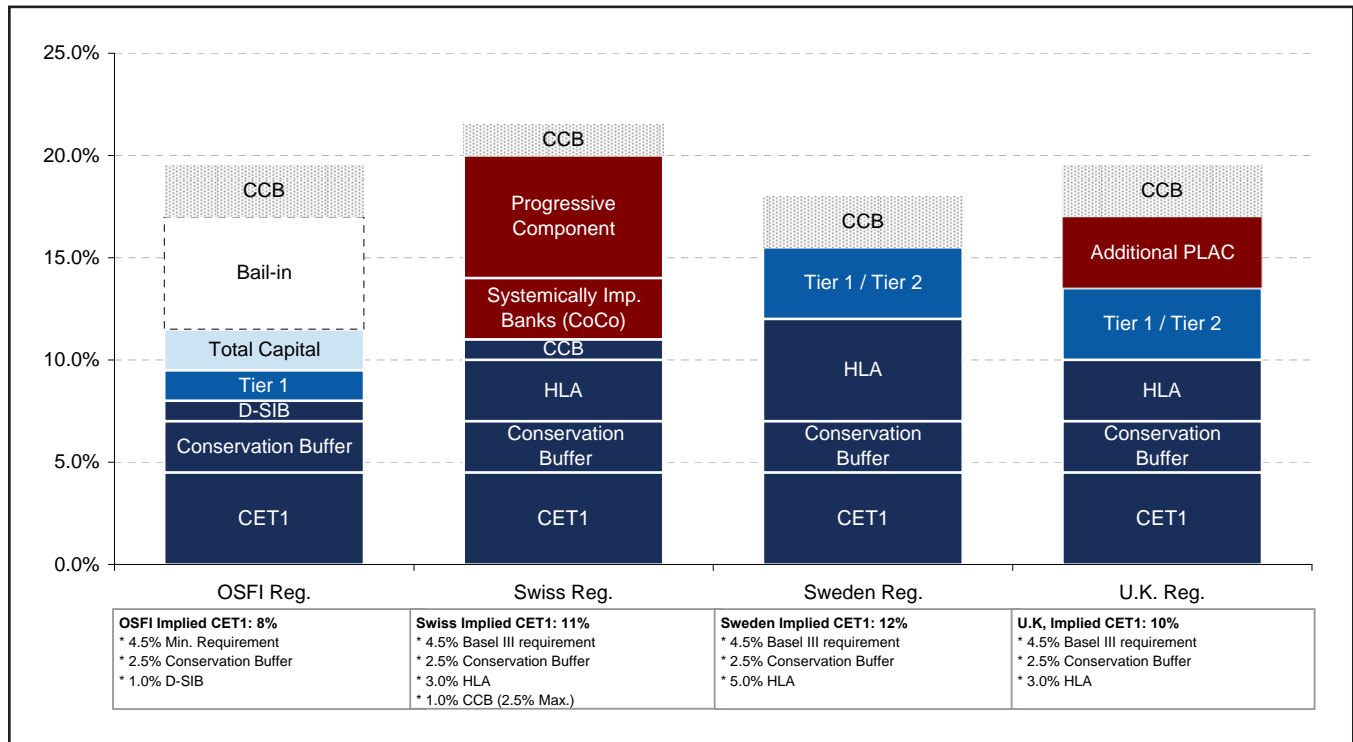 25.0%
20.0%
15.0%
10.0%
5.0%
0.0%
CCB
Bail-in
Total Capital
Tier 1
D-SIB
Conservation Buffer
CET1
CCB
Progressive
Component
Systemically Imp.
Banks (CoCo)
CCB
HLA
Conservation
Buffer
CET1
CCB
Tier 1 / Tier 2
HLA
Conservation
Buffer
CET1
CCB
Additional PLAC
Tier 1 / Tier 2
HLA
Conservation
Buffer
CET1
OSFI Reg.
Swiss Reg.
Sweden Reg.
U.K. Reg.
OSFI Implied CET1: 8%
* 4.5% Min. Requirement
* 2.5% Conservation Buffer
* 1.0% D-SIB
Swiss Implied CET1: 11%
* 4.5% Basel III requirement
* 2.5% Conservation Buffer
* 3.0% HLA
* 1.0% CCB (2.5% Max.)
Sweden Implied CET1: 12%
* 4.5% Basel III requirement
* 2.5% Conservation Buffer
* 5.0% HLA
U.K, Implied CET1: 10%
* 4.5% Basel III requirement
* 2.5% Conservation Buffer
* 3.0% HLA